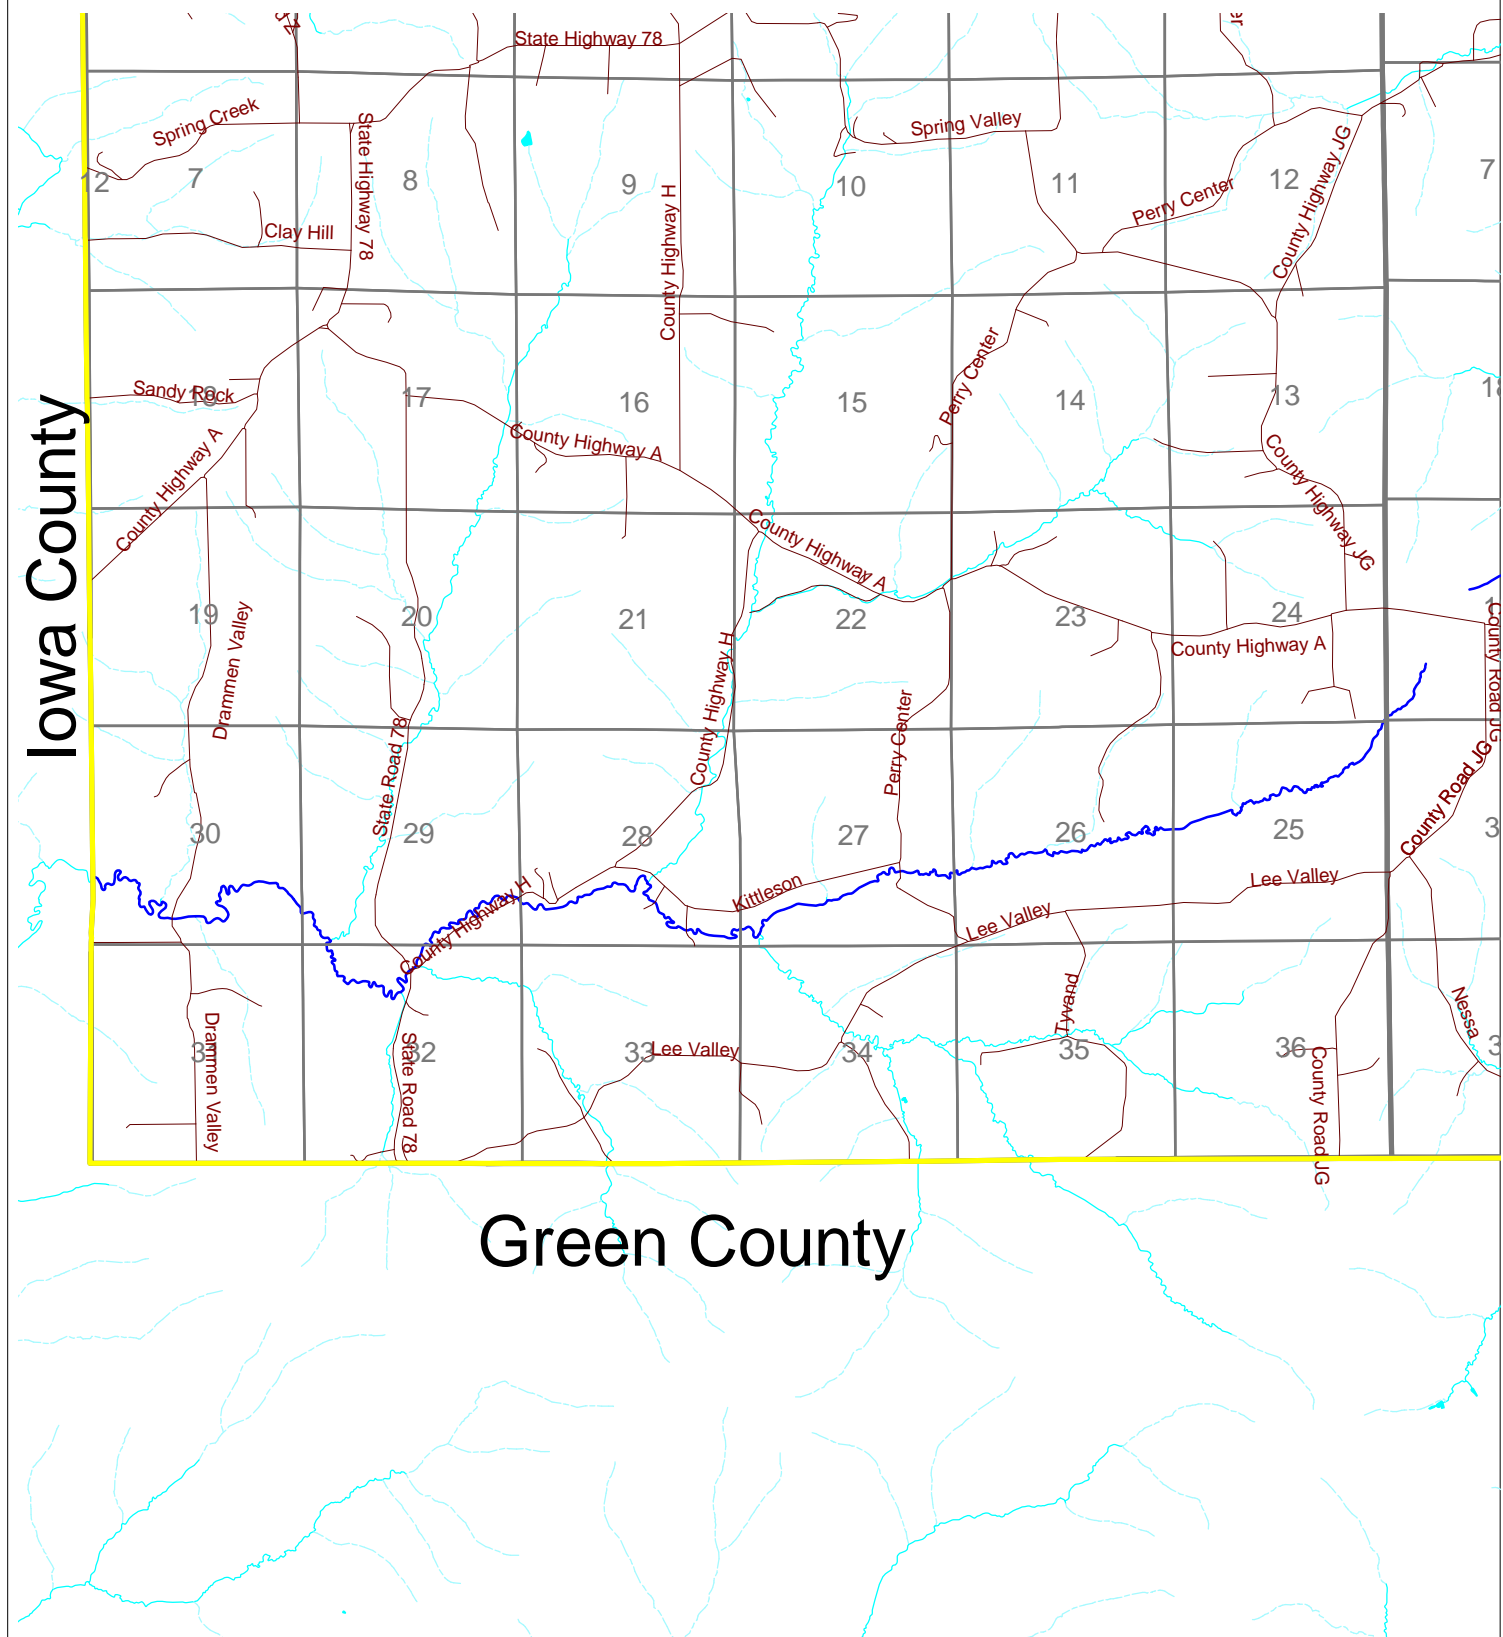 State Highway 78
Spring Creek
State Highway 78
Spring Valley
County Highway JG
12
7
8
9
10
11
12
7
Perry Center
County Highway H
Clay Hill
Perry Center
Sandy Rock
18
17
16
15
14
13
18
County Highway A
County Highway A
County Highway JG
County Highway A
Iowa County
19
20
21
22
23
24
Drammen Valley
County Highway H
County Highway A
County Road JG
State Road 78
Perry Center
County Road JG
30
29
28
27
26
25
County Highway H
Kittleson
Lee Valley
Lee Valley
Tyvand
Nessa
Drammen Valley
31
State Road 78
32
33
Lee Valley
34
35
36
County Road JG
Green County